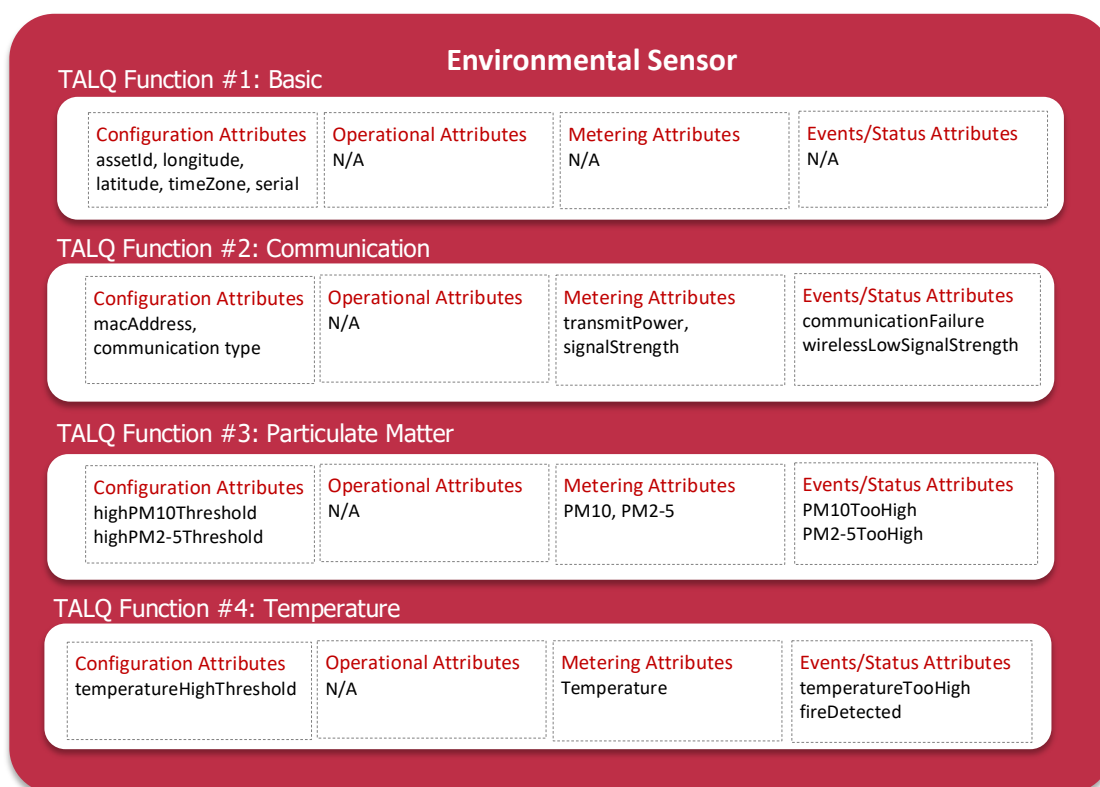 Environmental Sensor
TALQ Function #1: Basic
Configuration Attributes
assetId, longitude,
latitude, timeZone, serial
Operational Attributes
N/A
Metering Attributes
N/A
Events/Status Attributes
N/A
TALQ Function #2: Communication
Configuration Attributes
macAddress,
communication type
Operational Attributes
N/A
Metering Attributes
transmitPower,
signalStrength
Events/Status Attributes
communicationFailure
wirelessLowSignalStrength
TALQ Function #3: Particulate Matter
Configuration Attributes
highPM10Threshold
highPM2-5Threshold
Operational Attributes
N/A
Metering Attributes
PM10, PM2-5
Events/Status Attributes
PM10TooHigh
PM2-5TooHigh
TALQ Function #4: Temperature
Configuration Attributes
temperatureHighThreshold
Operational Attributes
N/A
Metering Attributes
Temperature
Events/Status Attributes
temperatureTooHigh
fireDetected